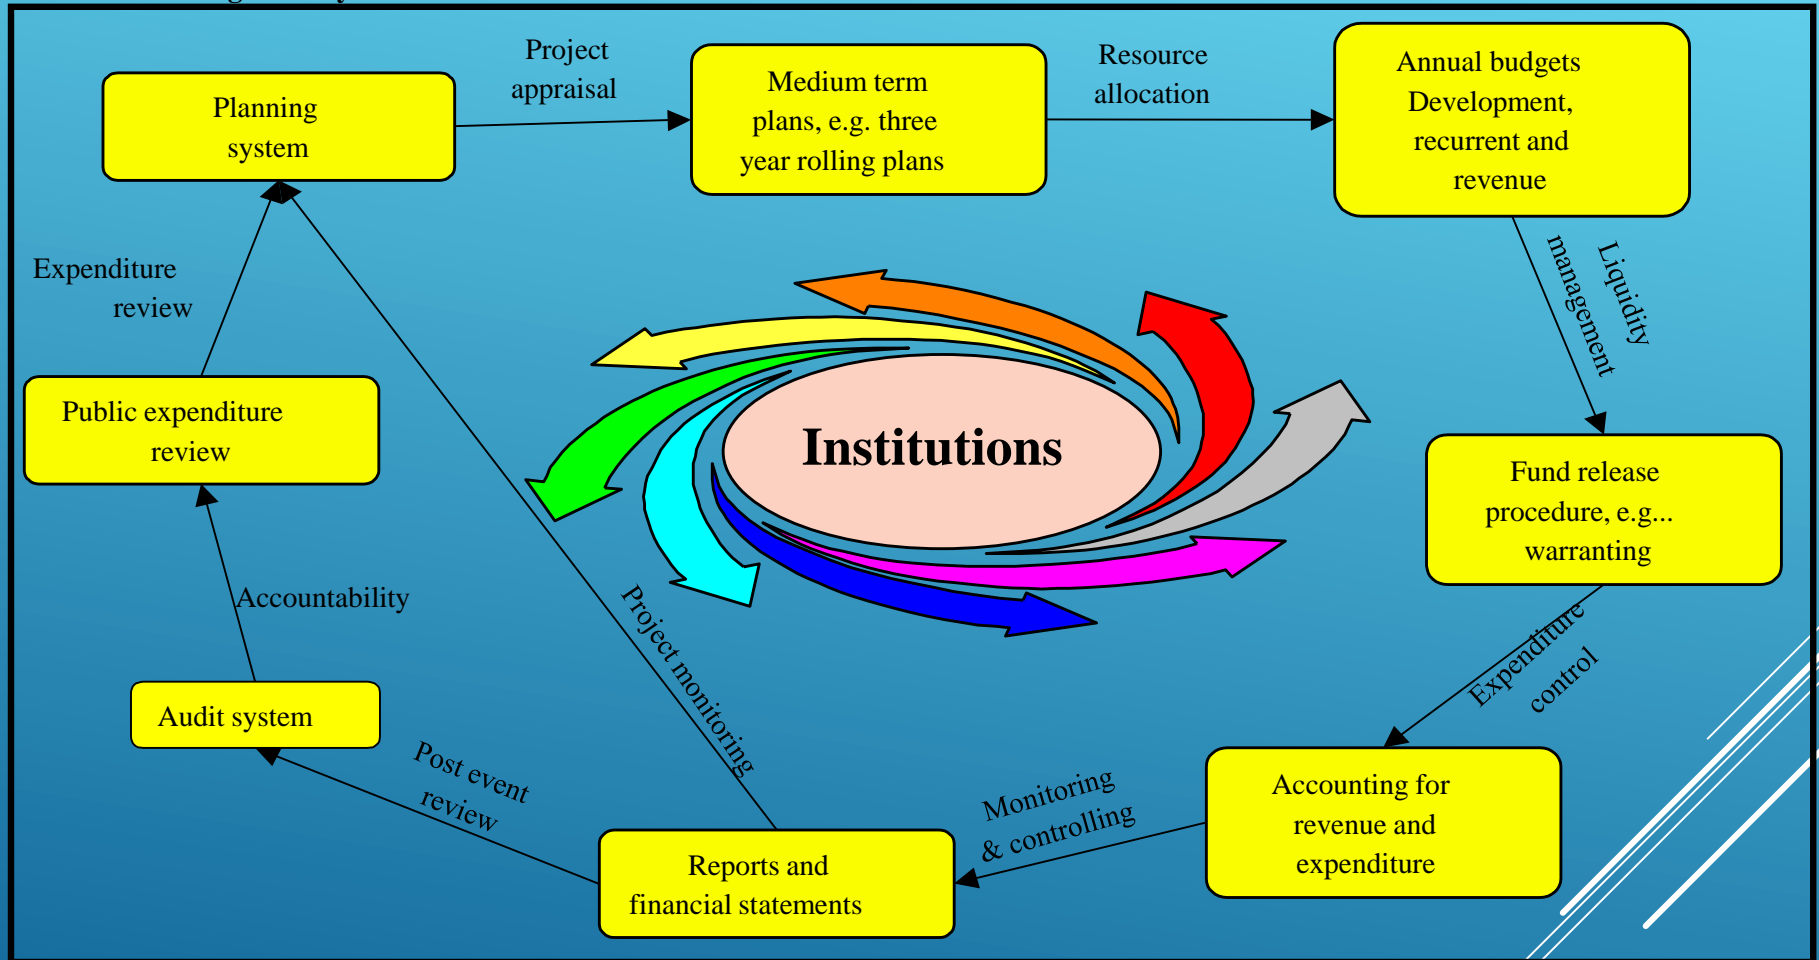 Project
appraisal
Planning
system
Medium term
plans, e.g. three
year rolling plans
Resource
allocation
Annual budgets
Development,
recurrent and
revenue
Liquidity
management
Expenditure
review
Public expenditure
review
Institutions
Fund release
procedure, e.g...
warranting
Accountability
Project monitoring
Expenditure
control
Audit system
Post event
review
Monitoring
& controlling
Accounting for
revenue and
expenditure
Reports and
financial statements